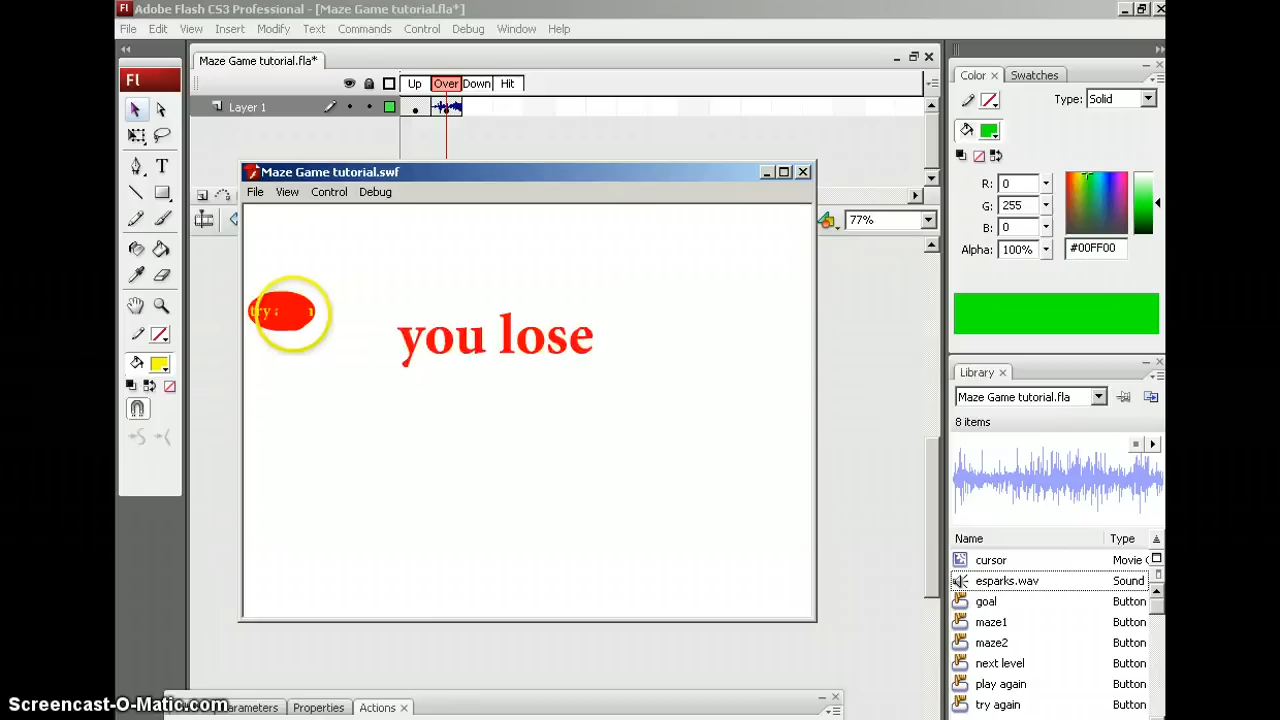 Adobe Flash CS3 Professional - [Maze Game tutorial.fla*]
File Edit View Insert Modify Text Commands Control Debug Window Help
Maze Game tutorial.fla*
Up Over Down Hit
Layer 1
Maze Game tutorial.swf
File View Control Debug
77%
try
you lose
Color Swatches
Type: Solid
R: 0
G: 255
B: 0
Alpha: 100% #00FF00
Library
Maze Game tutorial.fla
8 items
Name Type
cursor Movie
esparks.wav Sound
goal Button
maze1 Button
maze2 Button
next level Button
play again Button
try again Button
Properties Actions
Screencast-O-Matic.com